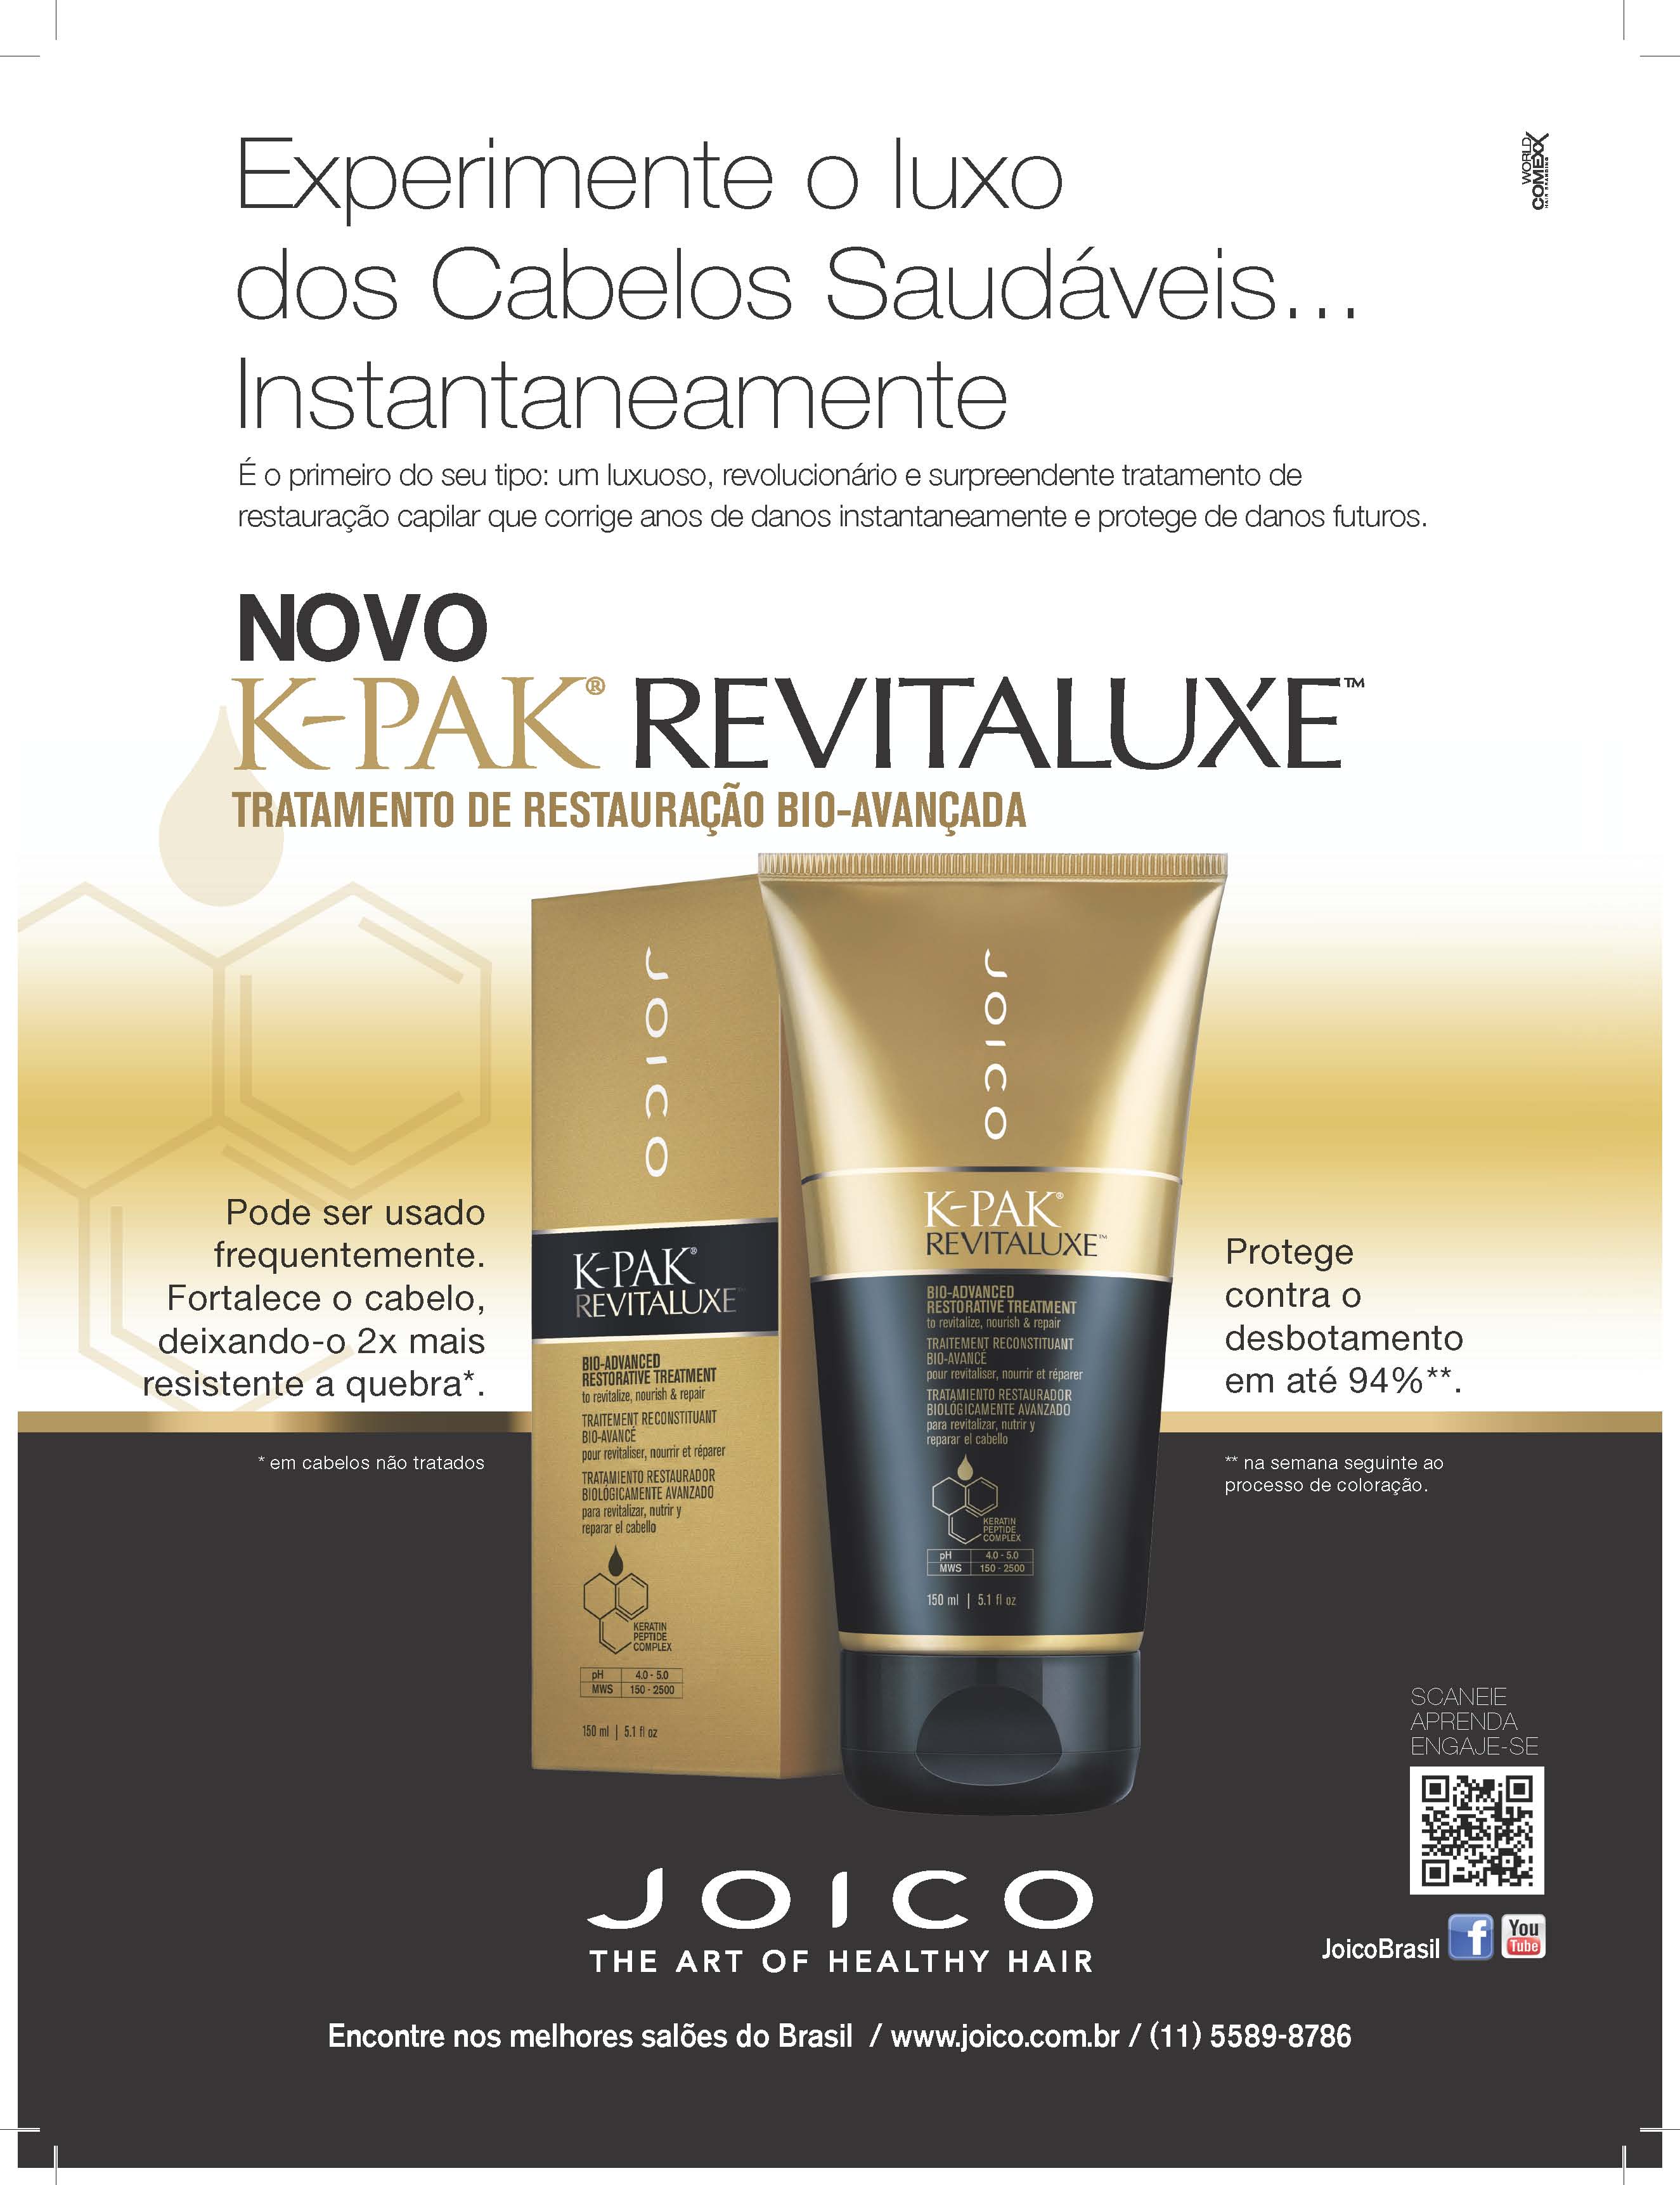 Experimente o luxo
dos Cabelos Saudáveis...
Instantaneamente
WORLD
COMEXX
HAIR BRANDING
É o primeiro do seu tipo: um luxuoso, revolucionário e surpreendente tratamento de
restauração capilar que corrige anos de danos instantaneamente e protege de danos futuros.
NOVO
K-PAK® REVITALUXE™
TRATAMENTO DE RESTAURAÇÃO BIO-AVANÇADA
Pode ser usado
frequentemente.
Fortalece o cabelo,
deixando-o 2x mais
resistente a quebra*.
* em cabelos não tratados
JOICO
K-PAK®
REVITALUXE
BIO-ADVANCED
RESTORATIVE TREATMENT
to revitalize, nourish & repair
TRAITEMENT RECONSTITUANT
BIO-AVANCÉ
pour revitaliser, nourrir et réparer
TRATAMIENTO RESTAURADOR
BIOLÓGICAMENTE AVANZADO
para revitalizar, nutrir y
reparar el cabello
KERATIN
PEPTIDE
COMPLEX
pH 4.0 - 5.0
MWS 150 - 2500
150 ml | 5.1 fl oz
JOICO
K-PAK®
REVITALUXE™
BIO-ADVANCED
RESTORATIVE TREATMENT
to revitalize, nourish & repair
TRAITEMENT RECONSTITUANT
BIO-AVANCÉ
pour revitaliser, nourrir et réparer
TRATAMIENTO RESTAURADOR
BIOLÓGICAMENTE AVANZADO
para revitalizar, nutrir y
reparar el cabello
KERATIN
PEPTIDE
COMPLEX
pH 4.0 - 5.0
MWS 150 - 2500
150 ml | 5.1 fl oz
Protege
contra o
desbotamento
em até 94%**.
** na semana seguinte ao
processo de coloração.
SCANEIE
APRENDA
ENGAJE-SE
JoicoBrasil f You Tube
JOICO
THE ART OF HEALTHY HAIR
Encontre nos melhores salões do Brasil / www.joico.com.br / (11) 5589-8786